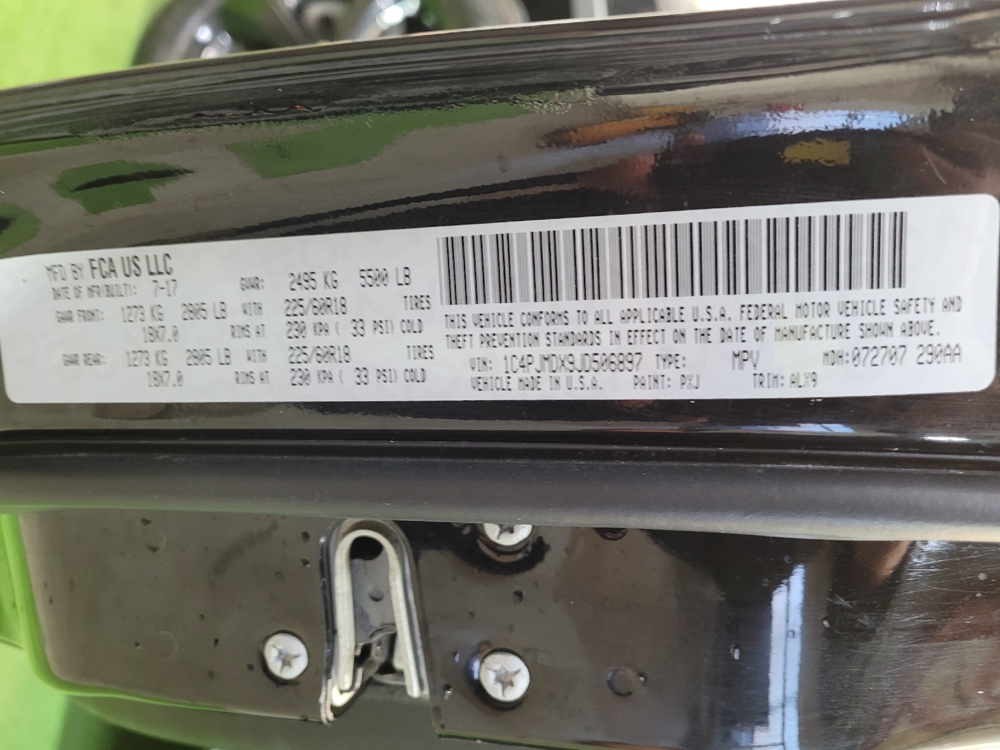 MFD BY FCA US LLC
DATE OF MFR(BUILT): 7-17 GVWR: 2495 KG 5500 LB
GAWR FRONT: 1273 KG 2805 LB WITH 225/60R18 TIRES
18X7.0 RIMS AT 230 KPA ( 33 PSI) COLD
GAWR REAR: 1273 KG 2805 LB WITH 225/60R18 TIRES
18X7.0 RIMS AT 230 KPA ( 33 PSI) COLD
THIS VEHICLE CONFORMS TO ALL APPLICABLE U.S.A. FEDERAL MOTOR VEHICLE SAFETY AND
THEFT PREVENTION STANDARDS IN EFFECT ON THE DATE OF MANUFACTURE SHOWN ABOVE.
VIN: 1C4PJMDX9JD506897 TYPE: MPV MDH:072707 290AA
VEHICLE MADE IN U.S.A. PAINT: PXJ TRIM: ALX9